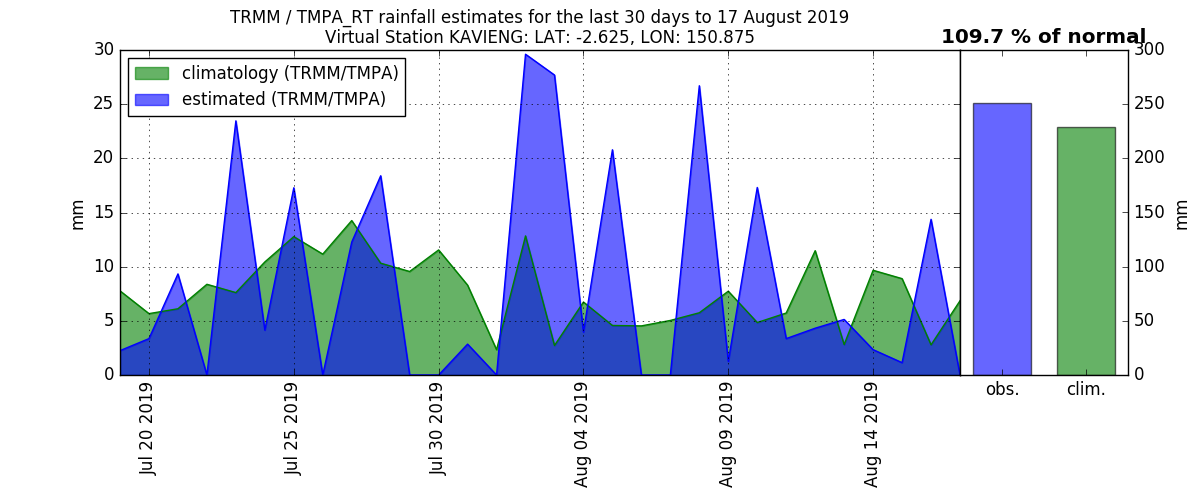 TRMM / TMPA_RT rainfall estimates for the last 30 days to 17 August 2019
Virtual Station KAVIENG: LAT: -2.625, LON: 150.875
109.7 % of normal
climatology (TRMM/TMPA)
estimated (TRMM/TMPA)
30
25
20
15
10
5
0
mm
Jul 20 2019
Jul 25 2019
Jul 30 2019
Aug 04 2019
Aug 09 2019
Aug 14 2019
obs.
clim.
300
250
200
150
100
50
0
mm